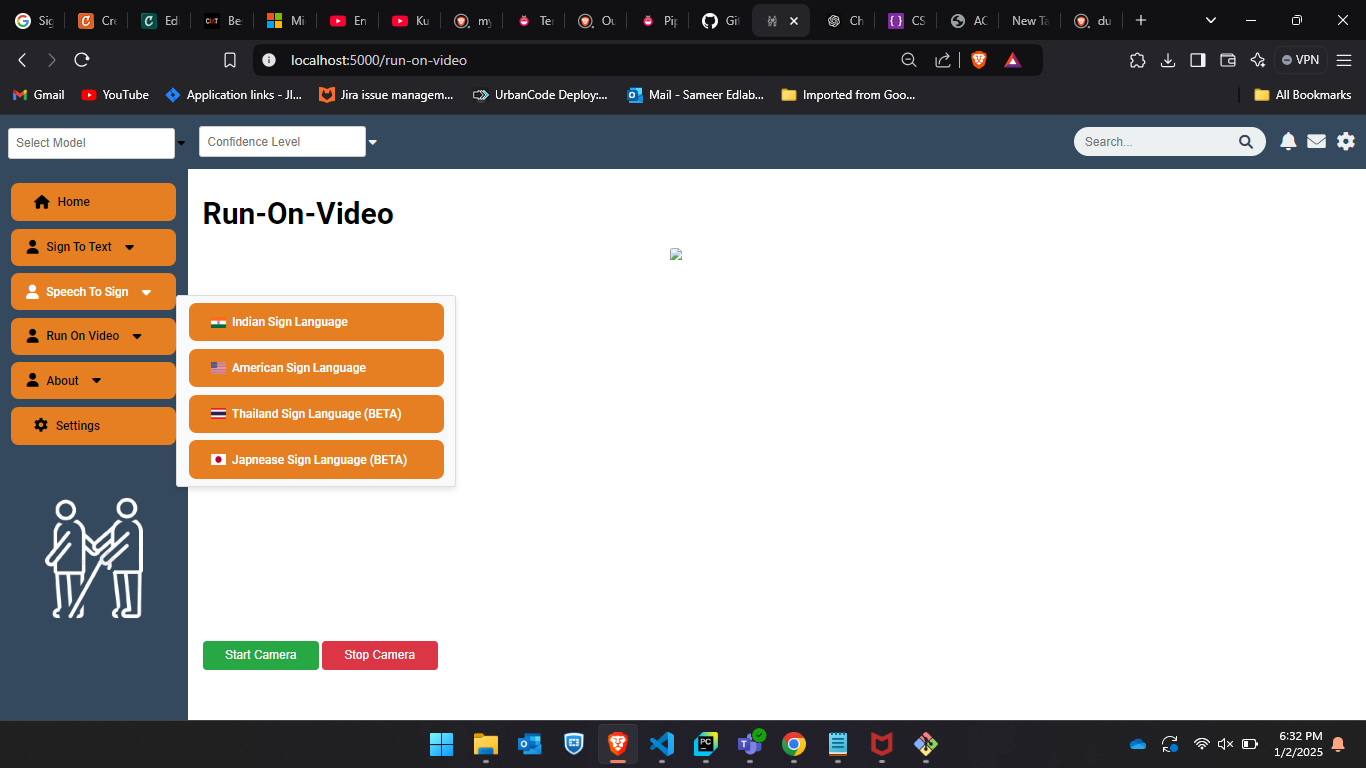 Sig
Cre
Edi
Be
Mi
En
Ku
my
Ter
Ou
Pip
Git
Ch
CS
AC
New Ta
du
localhost:5000/run-on-video
VPN
Gmail
YouTube
Application links - JI...
Jira issue managem...
UrbanCode Deploy:...
Mail - Sameer Edlab...
Imported from Goo...
All Bookmarks
Select Model
Confidence Level
Search...
Home
Sign To Text
Speech To Sign
Run On Video
About
Settings
Run-On-Video
Indian Sign Language
American Sign Language
Thailand Sign Language (BETA)
Japnease Sign Language (BETA)
Start Camera
Stop Camera
6:32 PM
1/2/2025